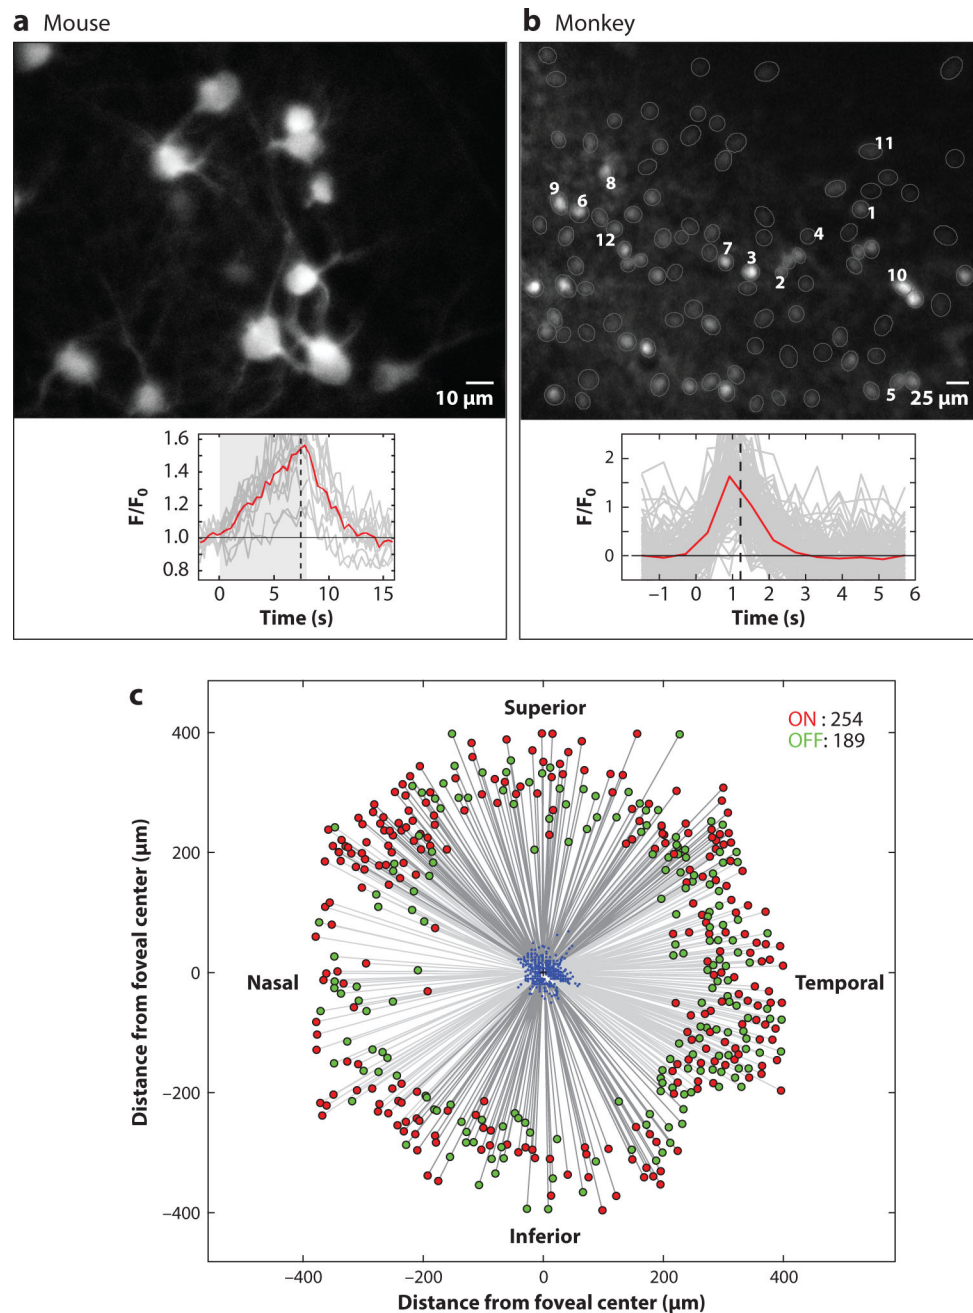 a Mouse
b Monkey
11
9
6
8
1
12
4
7
3
2
10
10 μm
5
25 μm
1.6
1.4
1.2
1.0
0.8
F/F0
0
5
10
15
Time (s)
2
1
0
F/F0
−1
0
1
2
3
4
5
6
Time (s)
c
Superior
ON : 254
OFF: 189
400
200
0
−200
−400
Distance from foveal center (μm)
Nasal
Temporal
Inferior
−400
−200
0
200
400
Distance from foveal center (μm)